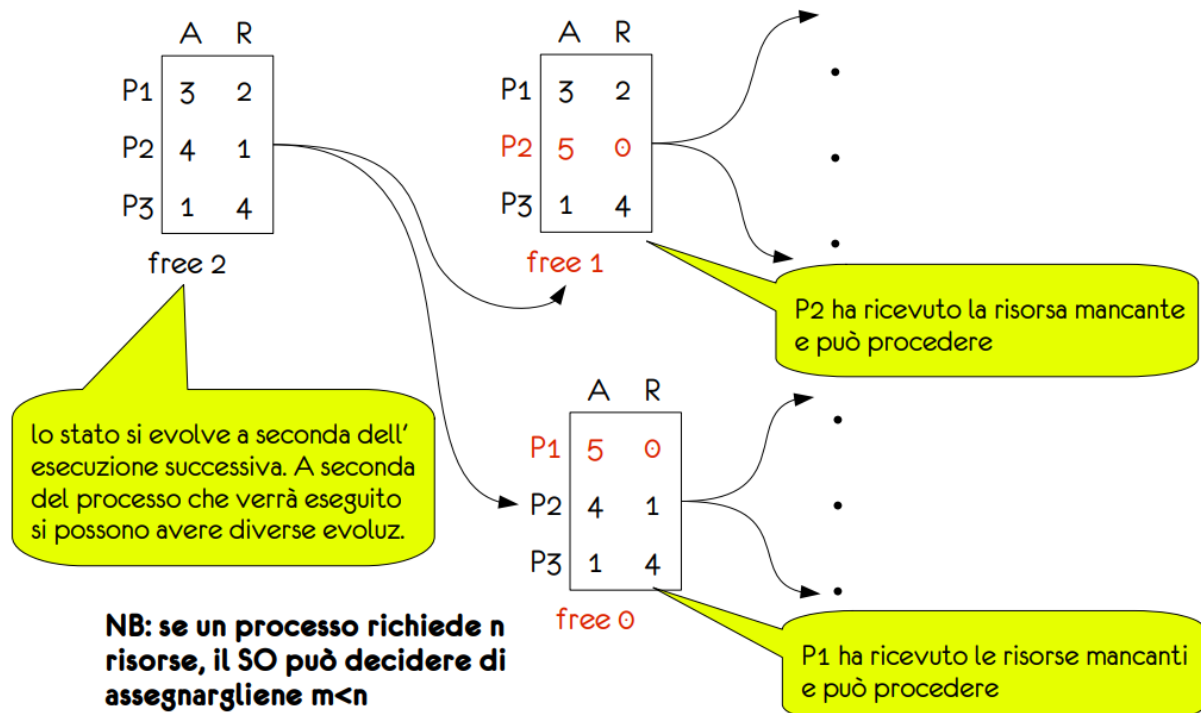 A R
P1 3 2
P2 4 1
P3 1 4
free 2
A R
P1 3 2
P2 5 0
P3 1 4
free 1
P2 ha ricevuto la risorsa mancante
e può procedere
lo stato si evolve a seconda dell'
esecuzione successiva. A seconda
del processo che verrà eseguito
si possono avere diverse evoluz.
A R
P1 5 0
P2 4 1
P3 1 4
free 0
P1 ha ricevuto le risorse mancanti
e può procedere
NB: se un processo richiede n
risorse, il SO può decidere di
assegnargliene m<n